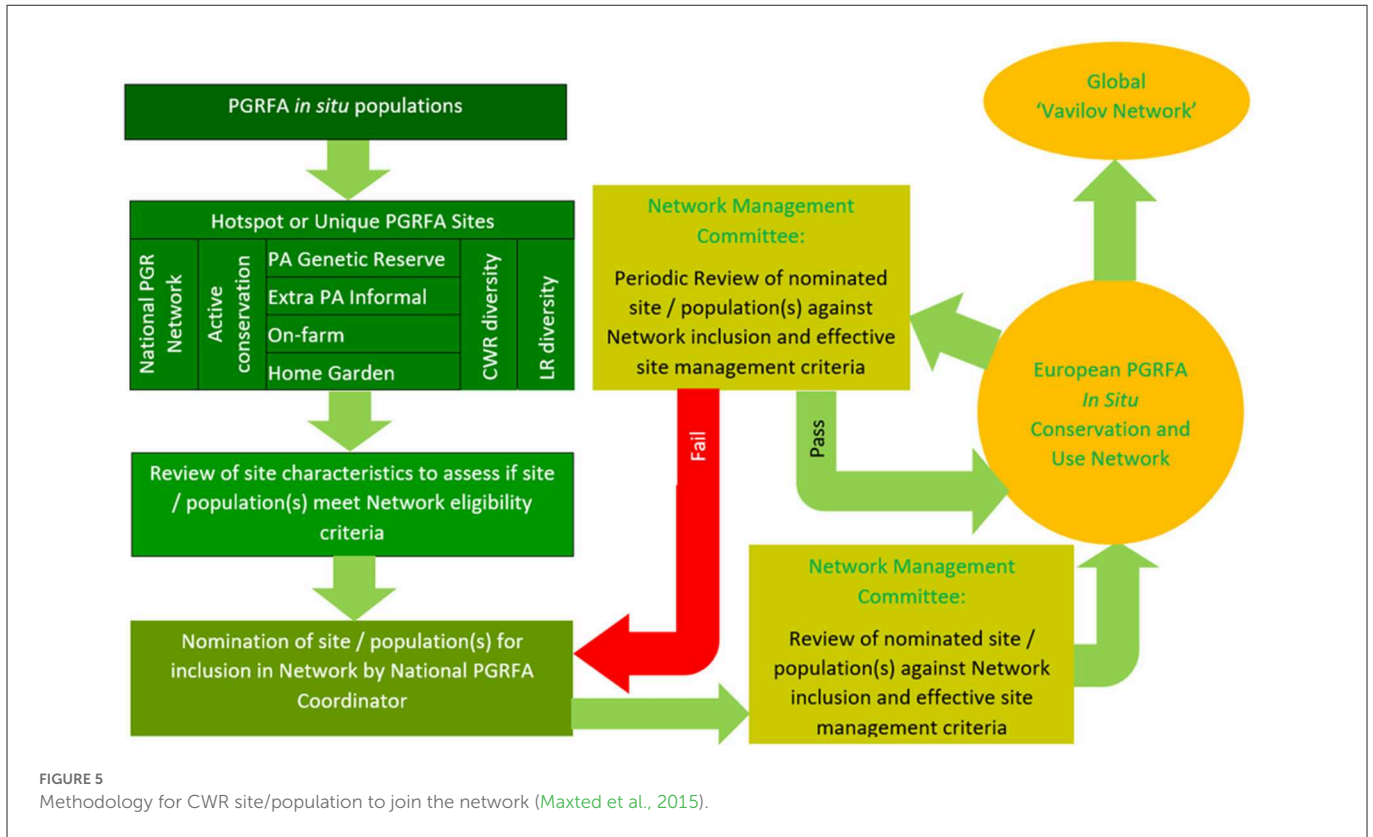 PGRFA in situ populations
Hotspot or Unique PGRFA Sites
National PGR
Network
Active
conservation
PA Genetic Reserve
Extra PA Informal
On-farm
Home Garden
CWR diversity
LR diversity
Review of site characteristics to assess if site
/ population(s) meet Network eligibility
criteria
Nomination of site / population(s) for
inclusion in Network by National PGRFA
Coordinator
Network Management
Committee:
Periodic Review of nominated
site / population(s) against
Network inclusion and effective
site management criteria
Fail
Pass
Network Management
Committee:
Review of nominated site /
population(s) against Network
inclusion and effective site
management criteria
Global
'Vavilov Network'
European PGRFA
In Situ
Conservation and
Use Network
FIGURE 5
Methodology for CWR site/population to join the network (Maxted et al., 2015).